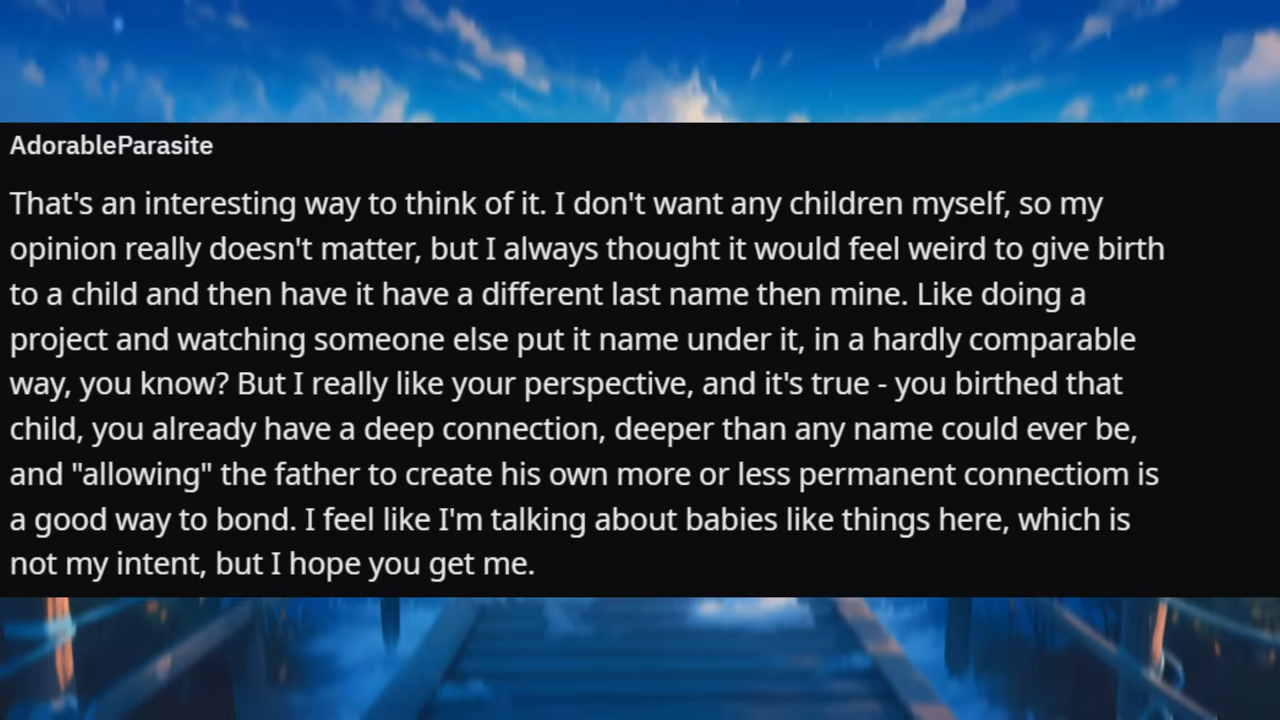 AdorableParasite
That's an interesting way to think of it. I don't want any children myself, so my
opinion really doesn't matter, but I always thought it would feel weird to give birth
to a child and then have it have a different last name then mine. Like doing a
project and watching someone else put it name under it, in a hardly comparable
way, you know? But I really like your perspective, and it's true - you birthed that
child, you already have a deep connection, deeper than any name could ever be,
and "allowing" the father to create his own more or less permanent connectiom is
a good way to bond. I feel like I'm talking about babies like things here, which is
not my intent, but I hope you get me.